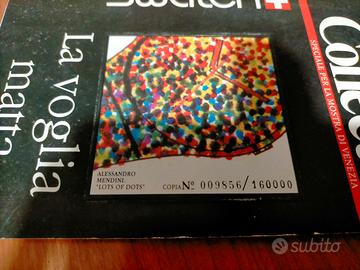 swatch+
Colle
SPECIALE PER LA MOSTRA DI VENEZIA
La voglia
matta
ALESSANDRO
MENDINI.
"LOTS OF DOTS"
COPIA Nº 009856/160000
subito